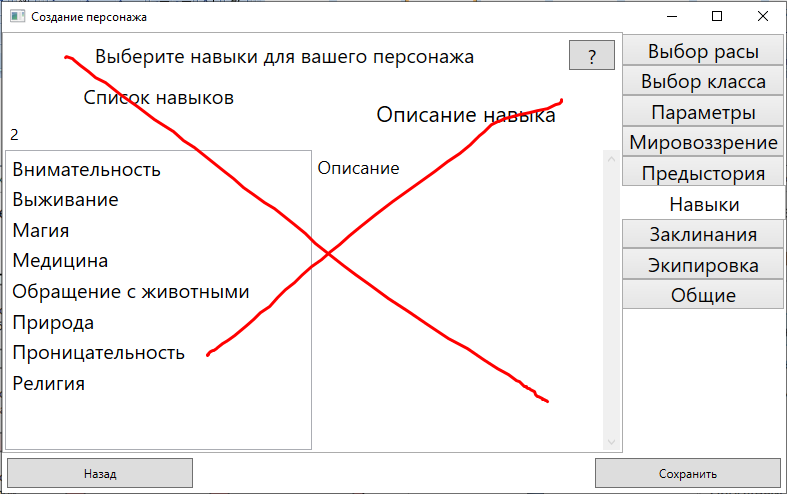 Создание персонажа
Выберите навыки для вашего персонажа
?
Список навыков
Описание навыка
2
Внимательность
Выживание
Магия
Медицина
Обращение с животными
Природа
Проницательность
Религия
Описание
Выбор расы
Выбор класса
Параметры
Мировоззрение
Предыстория
Навыки
Заклинания
Экипировка
Общие
Назад
Сохранить